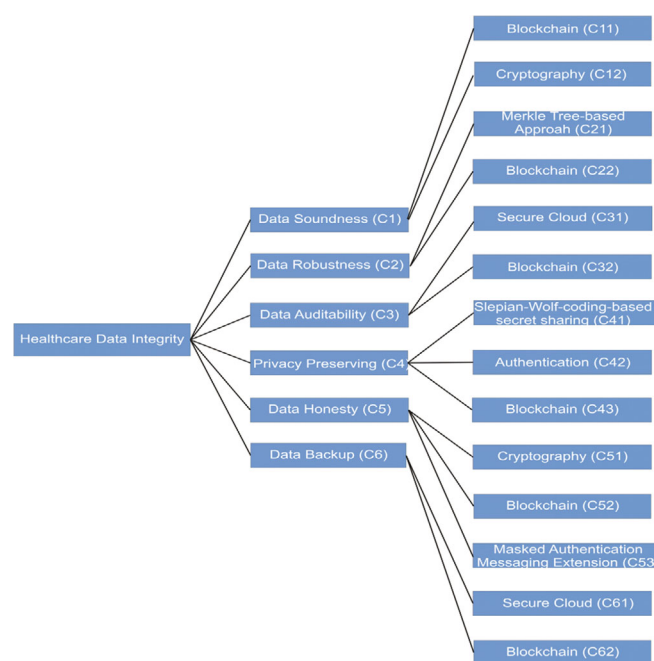 Healthcare Data Integrity
Data Soundness (C1)
Data Robustness (C2)
Data Auditability (C3)
Privacy Preserving (C4
Data Honesty (C5)
Data Backup (C6)
Blockchain (C11)
Cryptography (C12)
Merkle Tree-based
Approah (C21)
Blockchain (C22)
Secure Cloud (C31)
Blockchain (C32)
Slepian-Wolf-coding-based
secret sharing (C41)
Authentication (C42)
Blockchain (C43)
Cryptography (C51)
Blockchain (C52)
Masked Authentication
Messaging Extension (C53
Secure Cloud (C61)
Blockchain (C62)